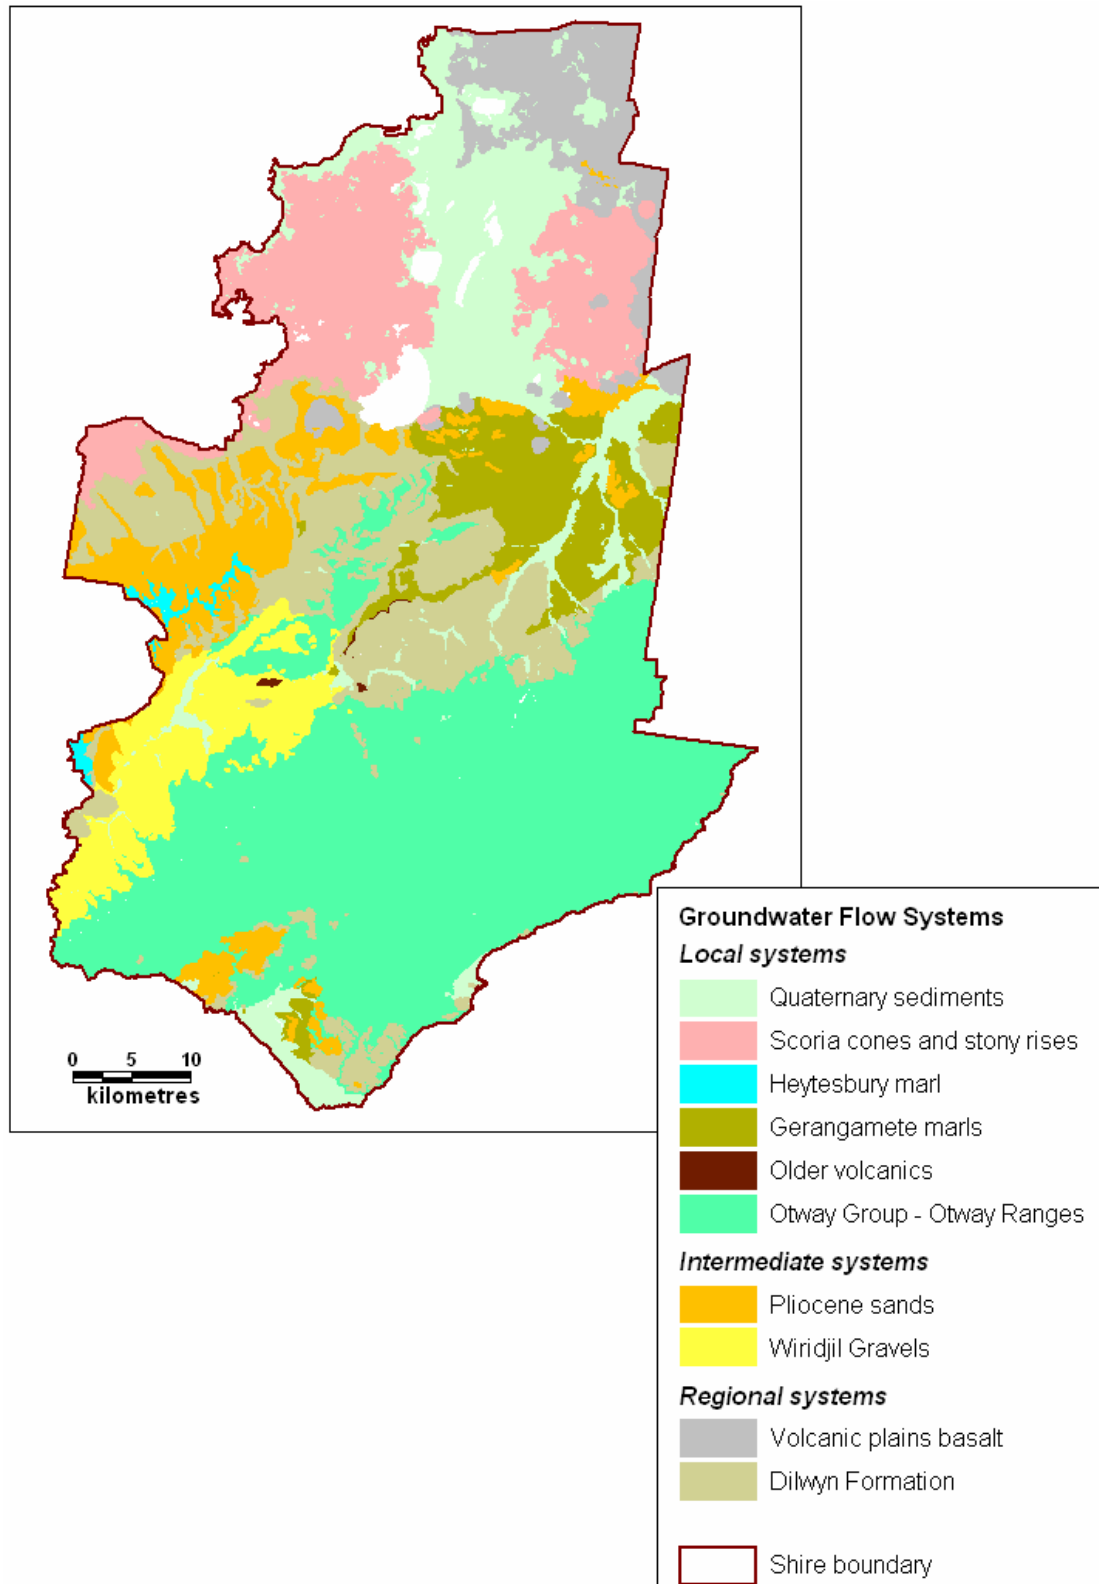 0 5 10
kilometres
Groundwater Flow Systems
Local systems
Quaternary sediments
Scoria cones and stony rises
Heytesbury marl
Gerangamete marls
Older volcanics
Otway Group - Otway Ranges
Intermediate systems
Pliocene sands
Wiridjil Gravels
Regional systems
Volcanic plains basalt
Dilwyn Formation
Shire boundary